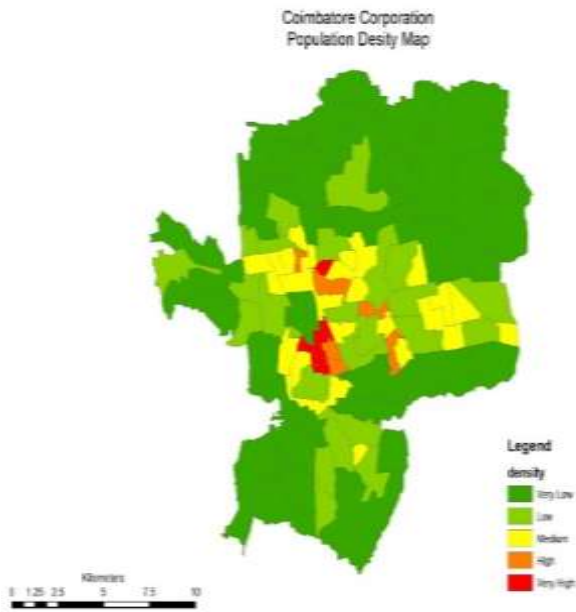 Coimbatore Corporation
Population Desity Map
Legend
density
Very Low
Low
Medium
High
Very High
Kilometers
0 1.25 2.5 5 7.5 10